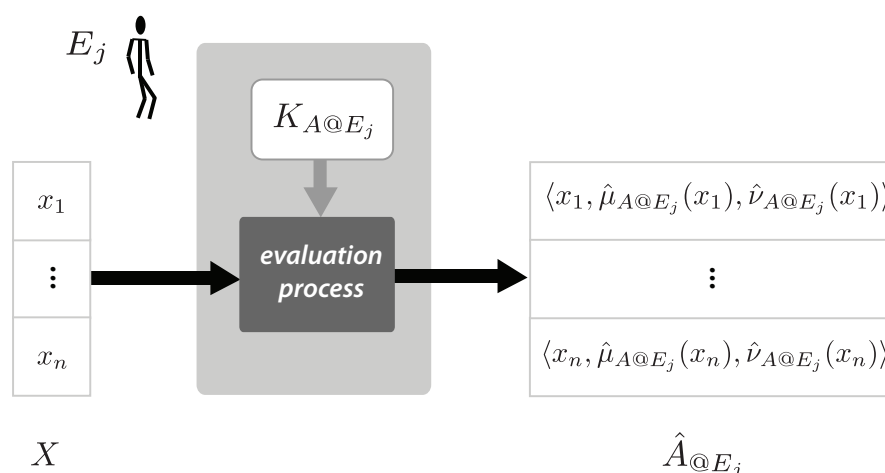 E_j
K_{A@E_j}
x_1
⋮
x_n
evaluation
process
⟨x_1, μ̂_{A@E_j}(x_1), ν̂_{A@E_j}(x_1)⟩
⋮
⟨x_n, μ̂_{A@E_j}(x_n), ν̂_{A@E_j}(x_n)⟩
X
Â_{@E_j}